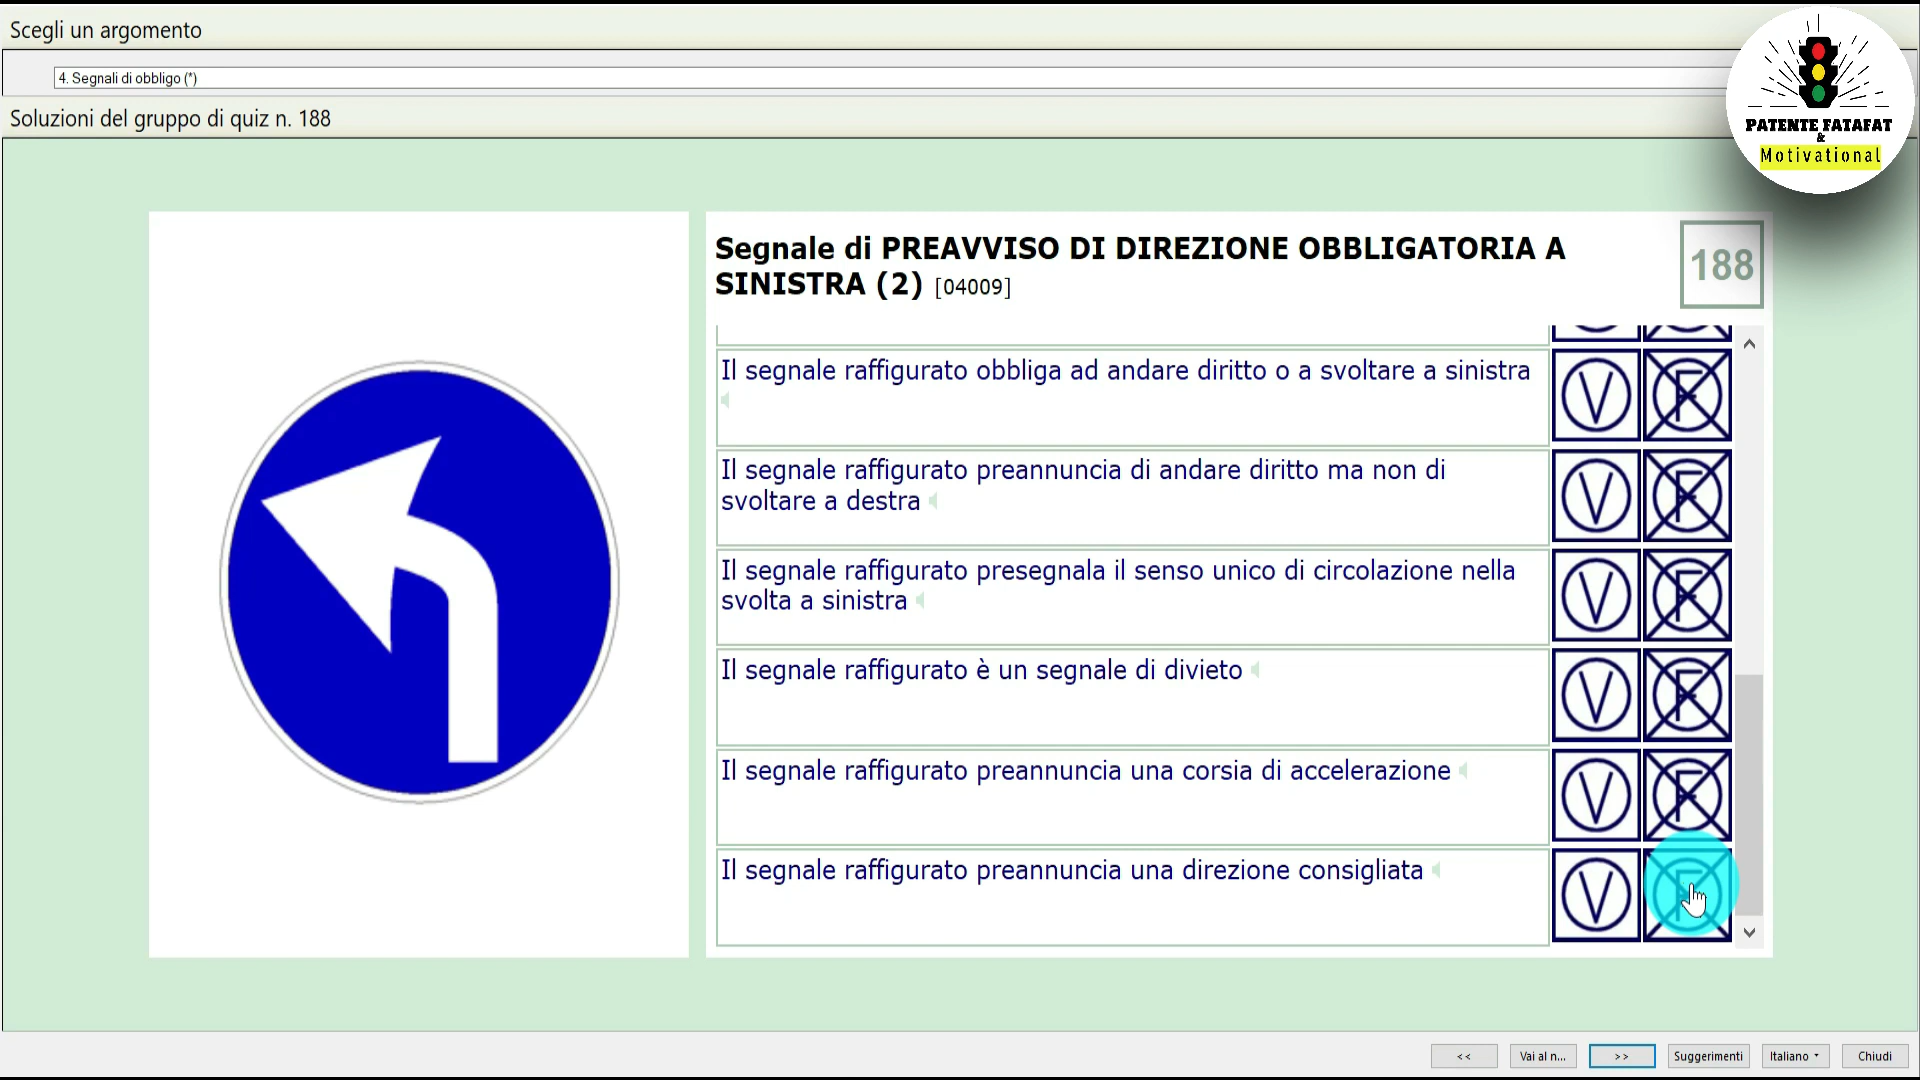 Scegli un argomento
4. Segnali di obbligo (*)
Soluzioni del gruppo di quiz n. 188
PATENTE FATAFAT
&
Motivational
Segnale di PREAVVISO DI DIREZIONE OBBLIGATORIA A
SINISTRA (2) [04009]
188
Il segnale raffigurato obbliga ad andare diritto o a svoltare a sinistra
V F
Il segnale raffigurato preannuncia di andare diritto ma non di
svoltare a destra
V F
Il segnale raffigurato presegnala il senso unico di circolazione nella
svolta a sinistra
V F
Il segnale raffigurato è un segnale di divieto
V F
Il segnale raffigurato preannuncia una corsia di accelerazione
V F
Il segnale raffigurato preannuncia una direzione consigliata
V F
<< Vai al n... >> Suggerimenti Italiano Chiudi